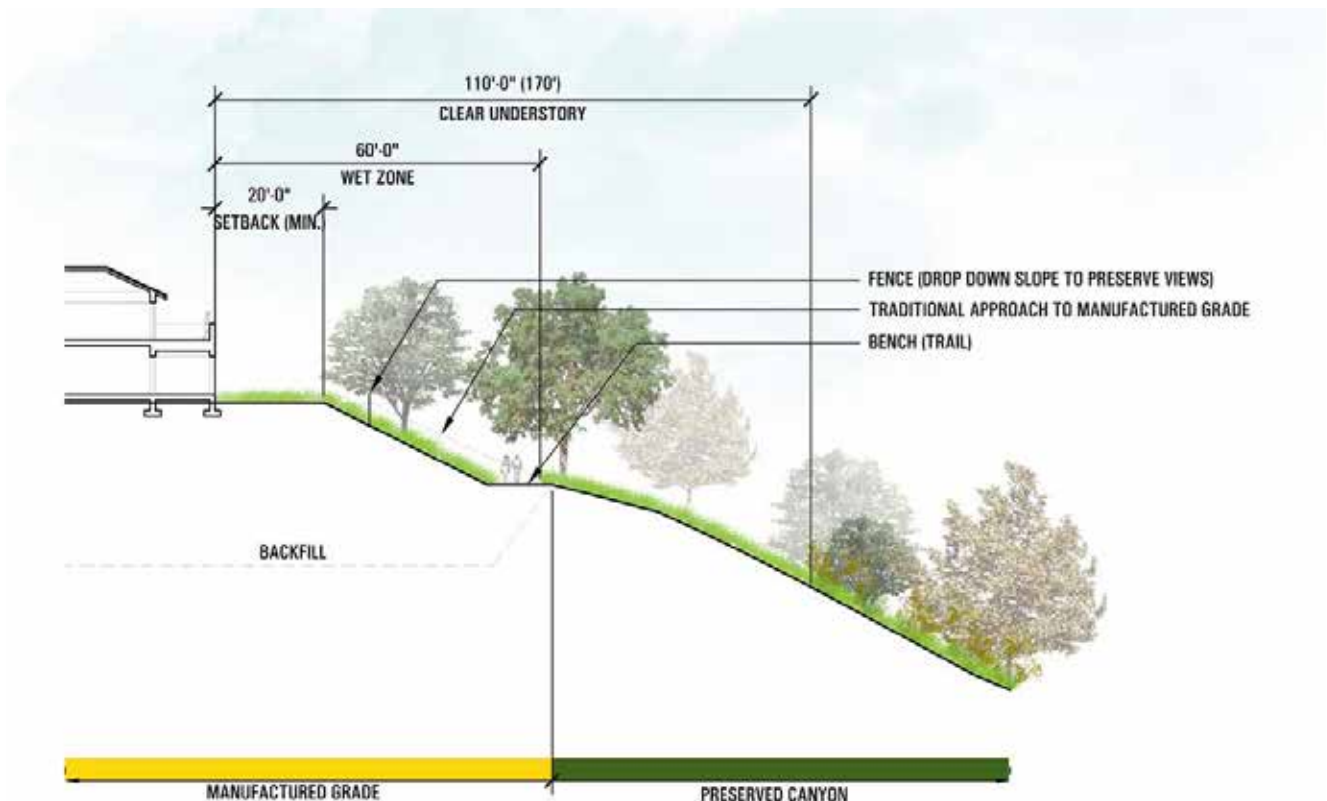 110'-0" (170')
CLEAR UNDERSTORY
60'-0"
WET ZONE
20'-0"
SETBACK (MIN.)
FENCE (DROP DOWN SLOPE TO PRESERVE VIEWS)
TRADITIONAL APPROACH TO MANUFACTURED GRADE
BENCH (TRAIL)
BACKFILL
MANUFACTURED GRADE
PRESERVED CANYON